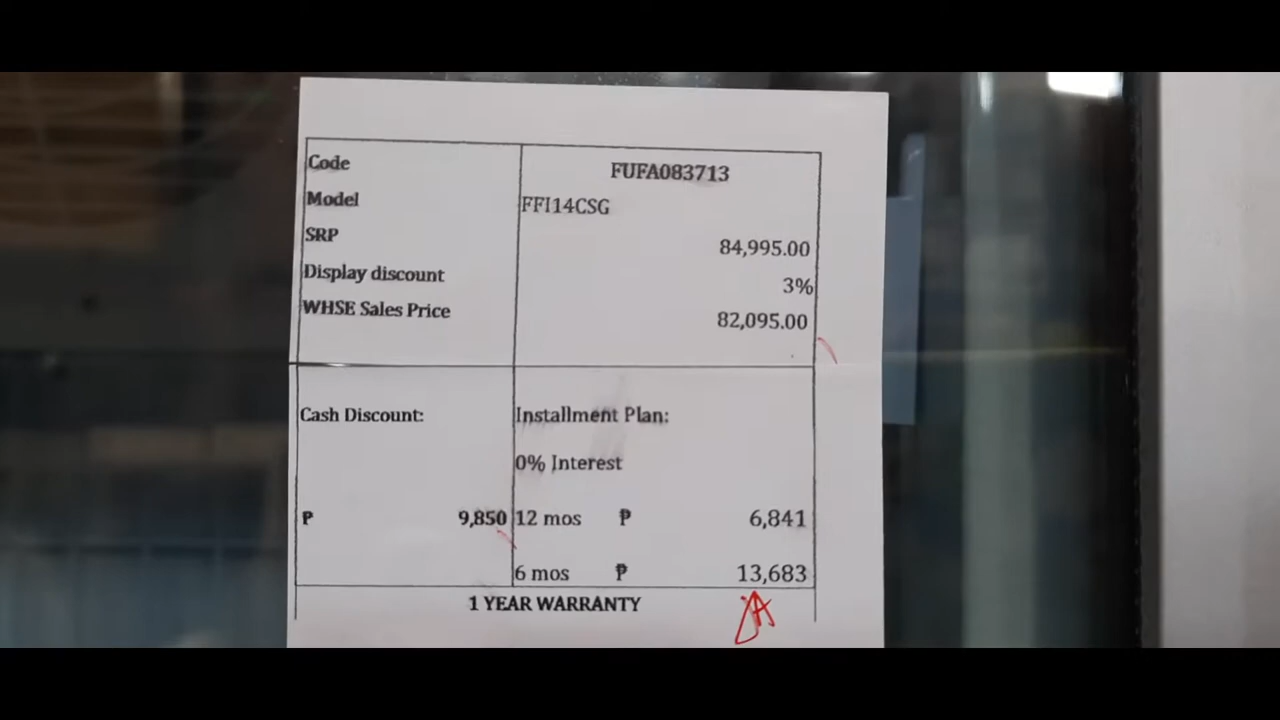 Code FUFA083713
Model FFI14CSG
SRP 84,995.00
Display discount 3%
WHSE Sales Price 82,095.00
Cash Discount: Installment Plan:
0% Interest
₱ 9,850 12 mos ₱ 6,841
6 mos ₱ 13,683
1 YEAR WARRANTY